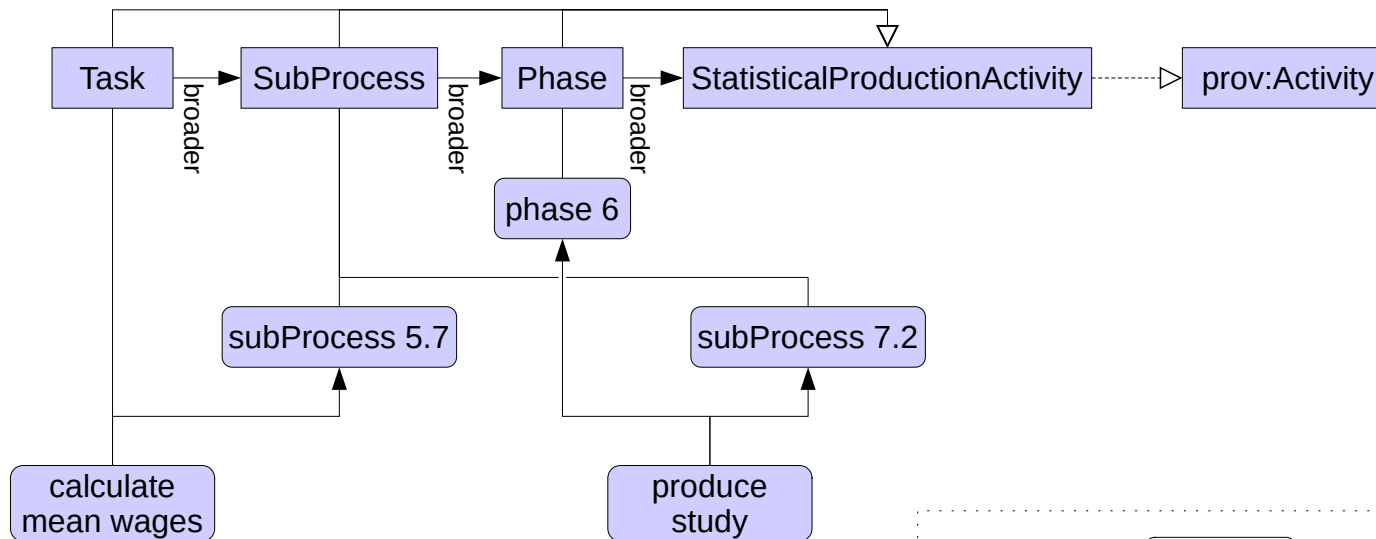 Task
SubProcess
Phase
StatisticalProductionActivity
prov:Activity
broader
broader
broader
phase 6
subProcess 5.7
subProcess 7.2
calculate
mean wages
produce
study